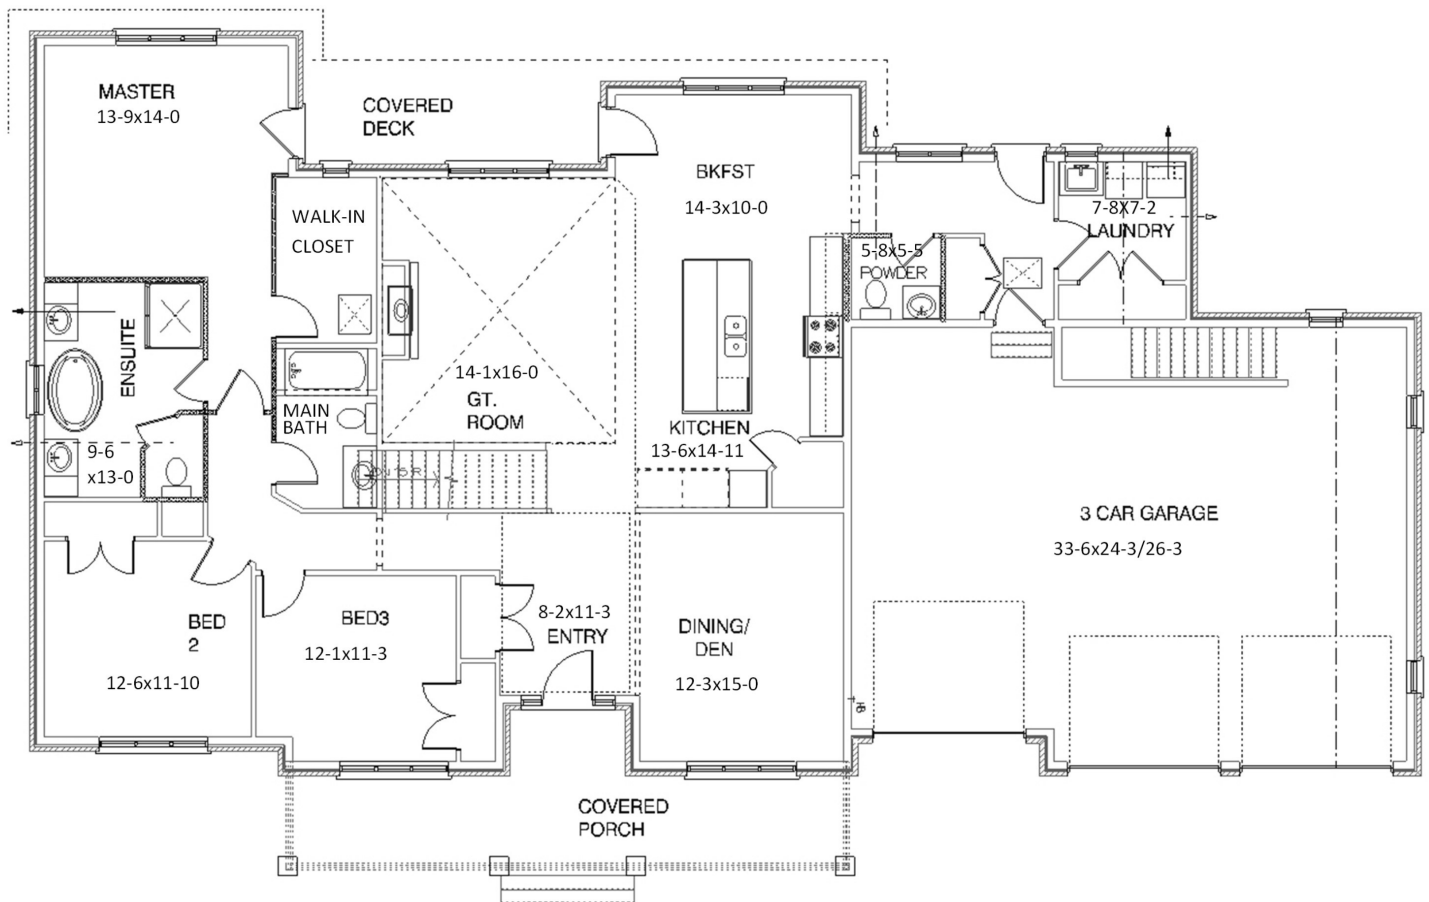 MASTER
13-9x14-0
COVERED
DECK
BKFST
14-3x10-0
WALK-IN
CLOSET
7-8X7-2
LAUNDRY
5-8x5-5
POWDER
ENSUITE
9-6
x13-0
MAIN
BATH
14-1x16-0
GT.
ROOM
KITCHEN
13-6x14-11
3 CAR GARAGE
33-6x24-3/26-3
BED
2
12-6x11-10
BED3
12-1x11-3
8-2x11-3
ENTRY
DINING/
DEN
12-3x15-0
HB
COVERED
PORCH